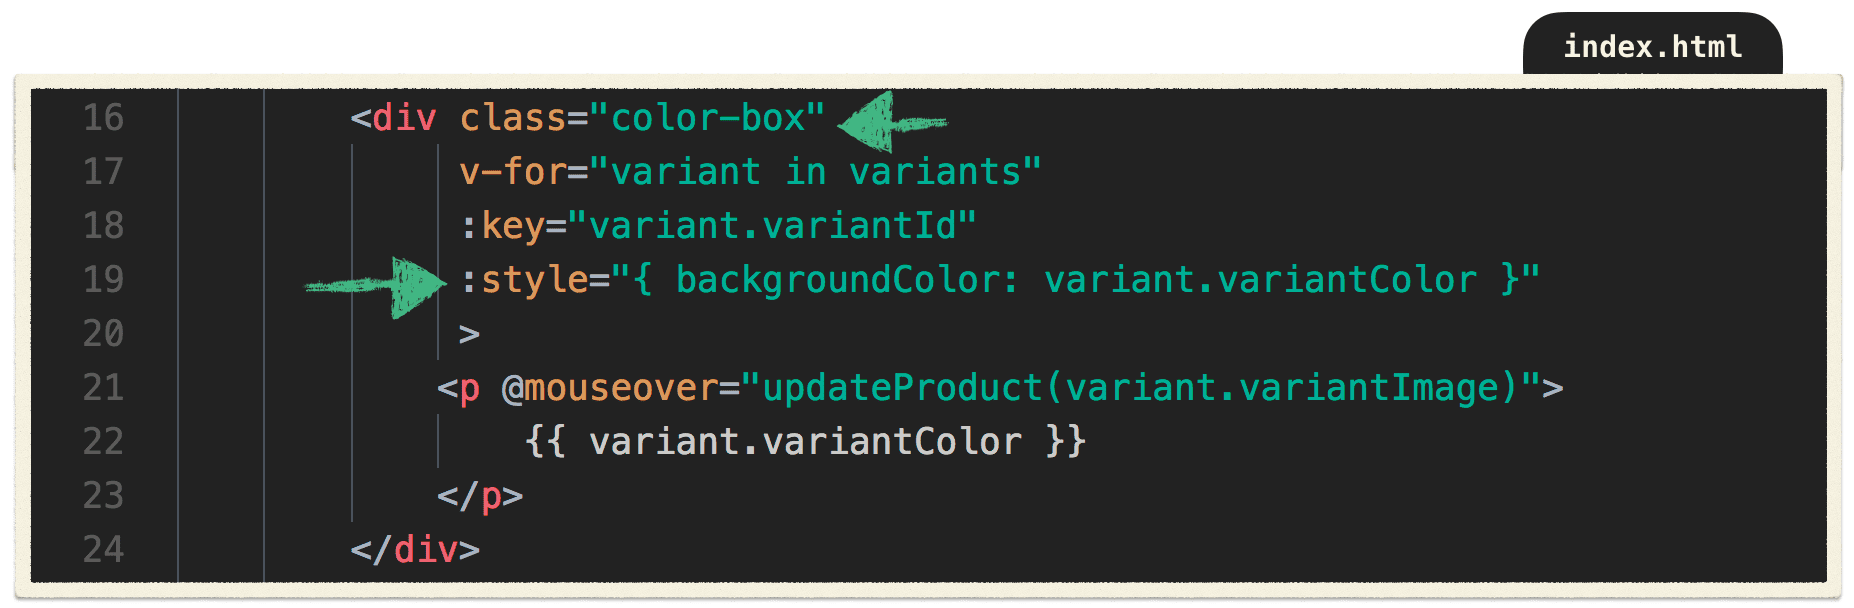 index.html
16 <div class="color-box"
17 v-for="variant in variants"
18 :key="variant.variantId"
19 :style="{ backgroundColor: variant.variantColor }"
20 >
21 <p @mouseover="updateProduct(variant.variantImage)">
22 {{ variant.variantColor }}
23 </p>
24 </div>